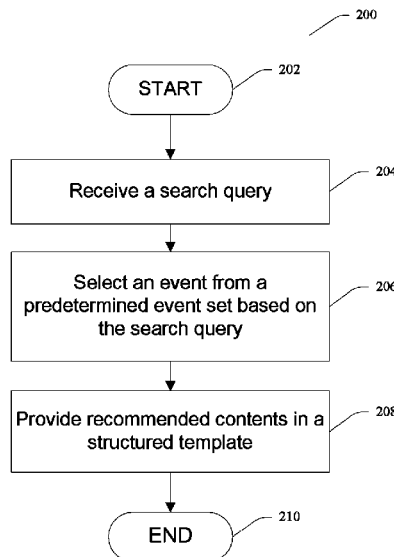 200
START
202
Receive a search query
204
Select an event from a
predetermined event set based on
the search query
206
Provide recommended contents in a
structured template
208
END
210